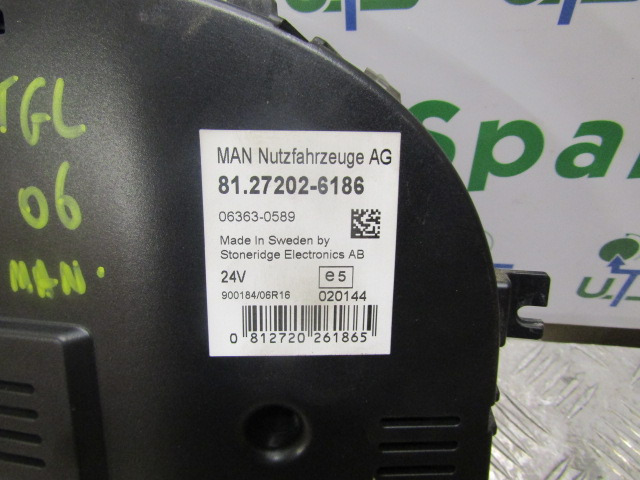 TGL
06
MAN.
MAN Nutzfahrzeuge AG
81.27202-6186
06363-0589
Made In Sweden by
Stoneridge Electronics AB
24V e5
900184/06R16 020144
0 812720 261865
Spar